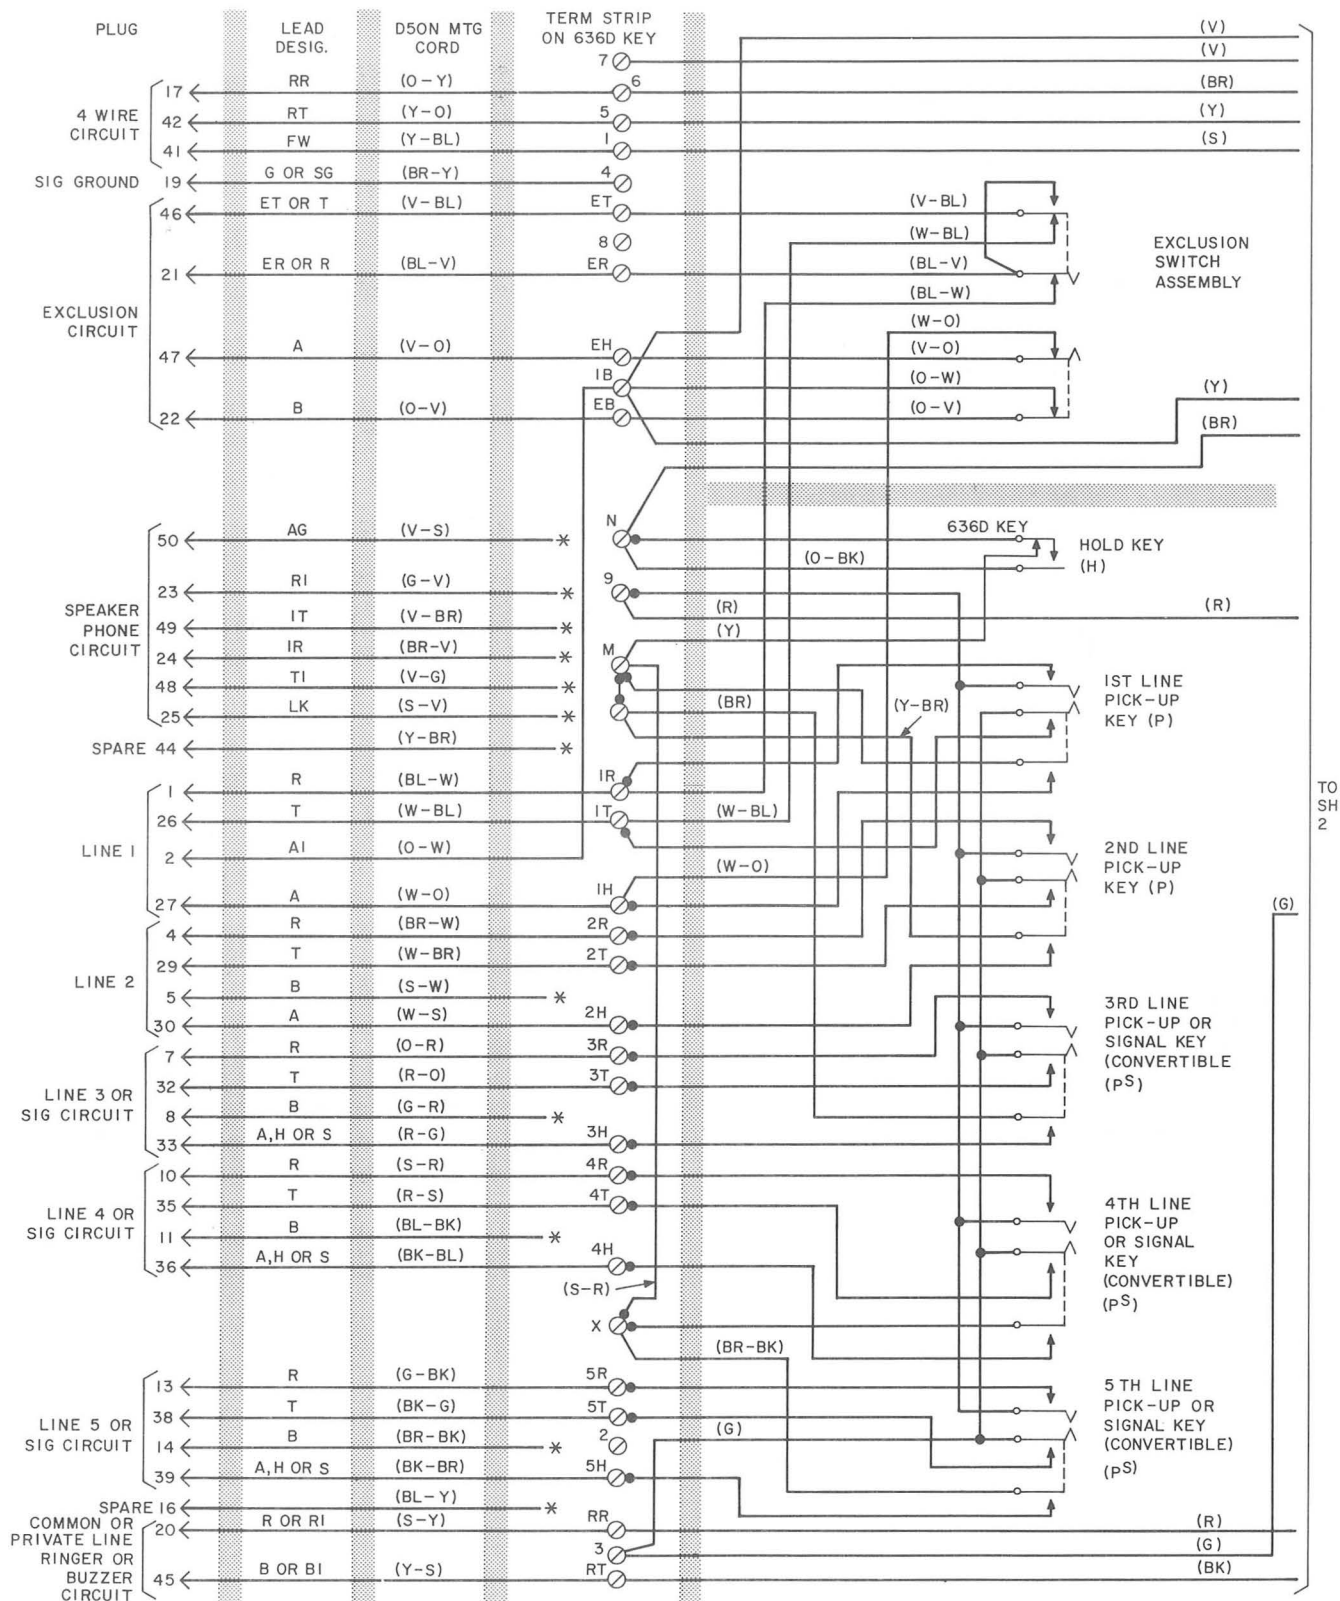 PLUG LEAD DESIG. D50N MTG CORD TERM STRIP ON 636D KEY
(V)
7 (V)
17 RR (O-Y) 6 (BR)
4 WIRE CIRCUIT
42 RT (Y-O) 5 (Y)
41 FW (Y-BL) 1 (S)
SIG GROUND 19 G OR SG (BR-Y) 4
46 ET OR T (V-BL) ET (V-BL)
8 (W-BL)
EXCLUSION SWITCH ASSEMBLY
21 ER OR R (BL-V) ER (BL-V)
(BL-W)
EXCLUSION CIRCUIT
(W-O)
47 A (V-O) EH (V-O)
1B (O-W)
(Y)
22 B (O-V) EB (O-V)
(BR)
50 AG (V-S) * N 636D KEY
HOLD KEY (H)
(O-BK)
23 RI (G-V) * 9
(R) (R)
SPEAKER PHONE CIRCUIT
49 IT (V-BR) *
(Y)
24 IR (BR-V) * M
48 TI (V-G) *
1ST LINE PICK-UP KEY (P)
25 LK (S-V) * (BR) (Y-BR)
SPARE 44 (Y-BR) *
1 R (BL-W) 1R
TO SH 2
26 T (W-BL) 1T (W-BL)
LINE 1
2 A1 (O-W)
2ND LINE PICK-UP KEY (P)
(W-O)
27 A (W-O) 1H
(G)
4 R (BR-W) 2R
29 T (W-BR) 2T
LINE 2
5 B (S-W) *
30 A (W-S) 2H
3RD LINE PICK-UP OR SIGNAL KEY (CONVERTIBLE (PS)
7 R (O-R) 3R
32 T (R-O) 3T
LINE 3 OR SIG CIRCUIT
8 B (G-R) *
33 A,H OR S (R-G) 3H
10 R (S-R) 4R
35 T (R-S) 4T
LINE 4 OR SIG CIRCUIT
4TH LINE PICK-UP OR SIGNAL KEY (CONVERTIBLE) (PS)
11 B (BL-BK) *
36 A,H OR S (BK-BL) 4H
(S-R)
X
(BR-BK)
13 R (G-BK) 5R
5TH LINE PICK-UP OR SIGNAL KEY (CONVERTIBLE) (PS)
38 T (BK-G) 5T
LINE 5 OR SIG CIRCUIT
14 B (BR-BK) * 2 (G)
39 A,H OR S (BK-BR) 5H
SPARE 16 (BL-Y) *
COMMON OR PRIVATE LINE RINGER OR BUZZER CIRCUIT
20 R OR RI (S-Y) RR (R)
3 (G)
45 B OR BI (Y-S) RT (BK)